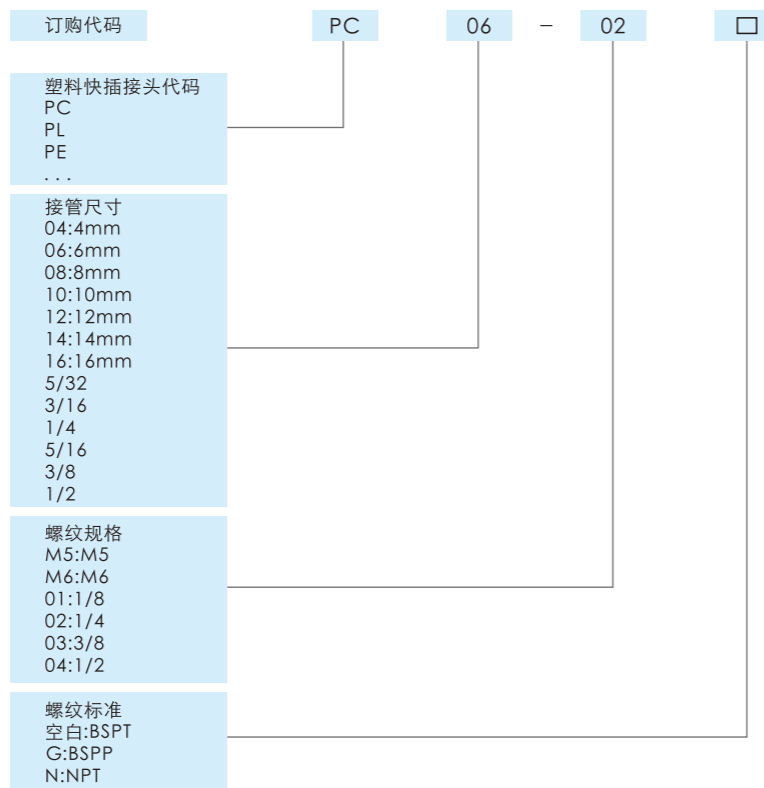 订购代码 PC 06 – 02 □
塑料快插接头代码
PC
PL
PE
...
接管尺寸
04:4mm
06:6mm
08:8mm
10:10mm
12:12mm
14:14mm
16:16mm
5/32
3/16
1/4
5/16
3/8
1/2
螺纹规格
M5:M5
M6:M6
01:1/8
02:1/4
03:3/8
04:1/2
螺纹标准
空白:BSPT
G:BSPP
N:NPT